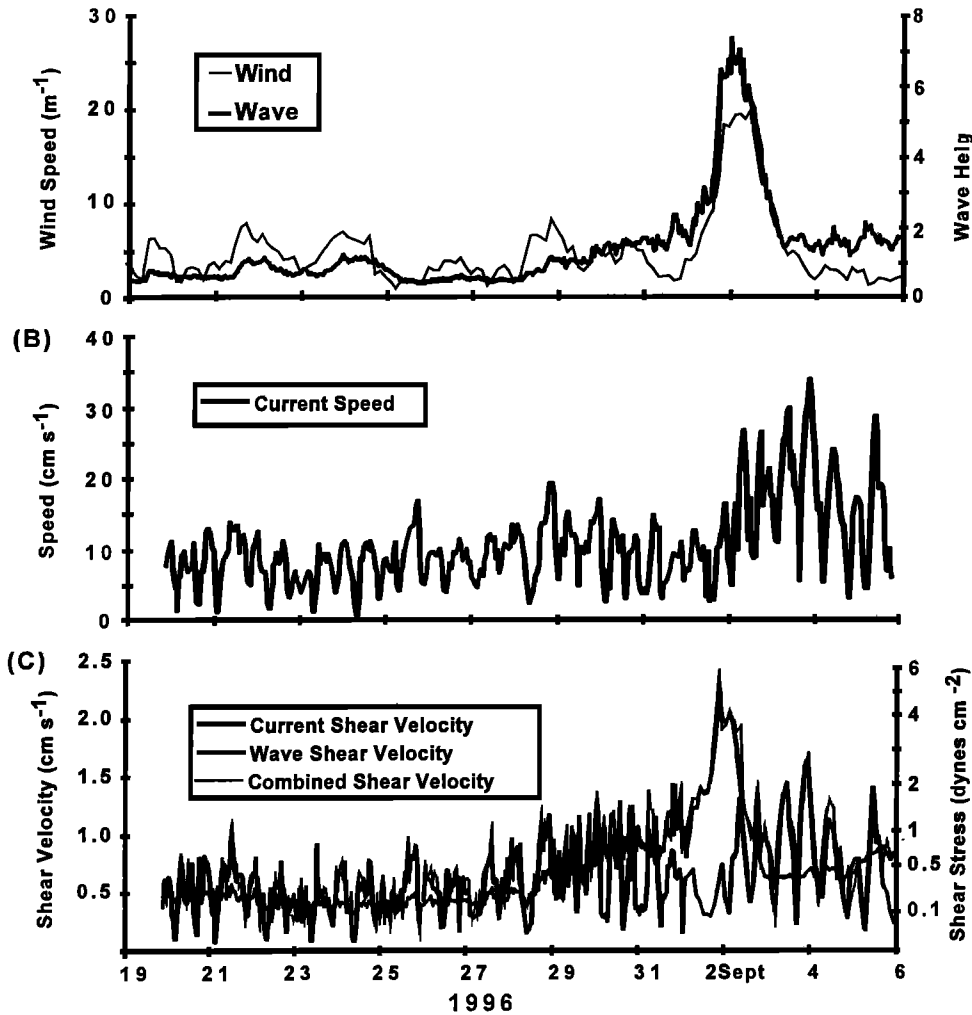 30
20
10
0
Wind Speed (m⁻¹)
Wind
Wave
8
6
4
2
0
Wave Heig
(B)
40
30
20
10
0
Speed (cm s⁻¹)
Current Speed
(C)
2.5
2.0
1.5
1.0
0.5
Shear Velocity (cm s⁻¹)
Current Shear Velocity
Wave Shear Velocity
Combined Shear Velocity
6
4
2
1
0.5
0.1
Shear Stress (dynes cm⁻²)
19 21 23 25 27 29 31 2Sept 4 6
1996